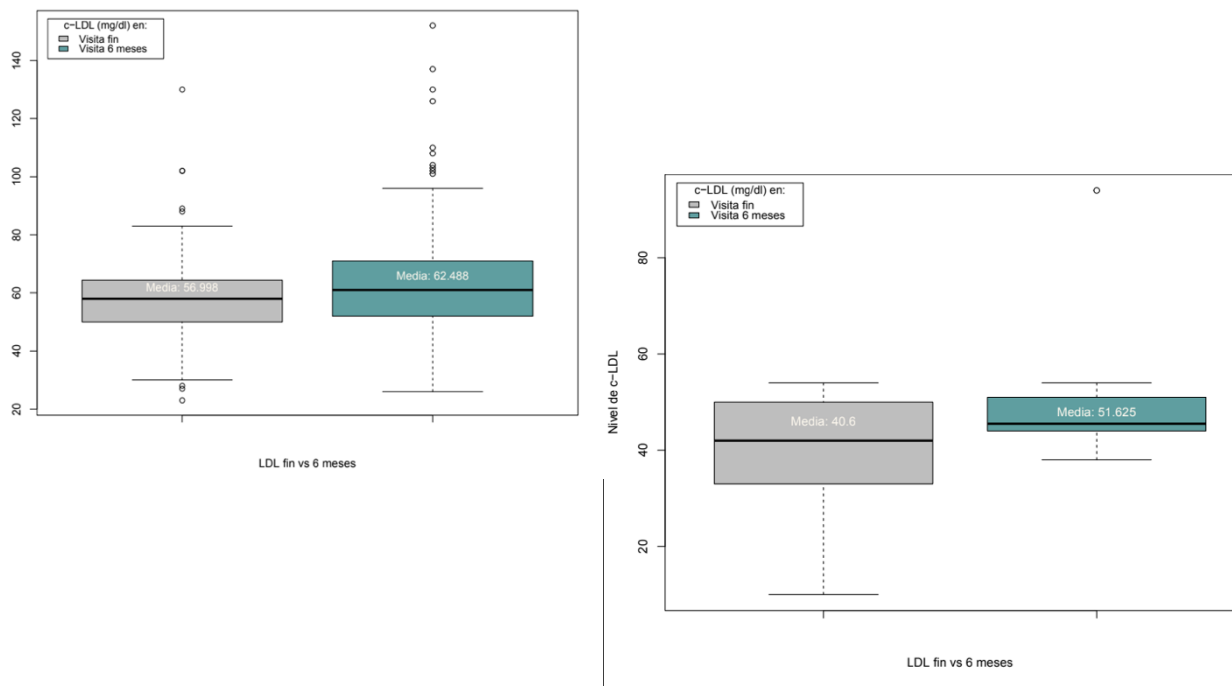 c−LDL (mg/dl) en:
Visita fin
Visita 6 meses
140
120
100
80
60
40
20
Media: 56.998
Media: 62.488
LDL fin vs 6 meses
c−LDL (mg/dl) en:
Visita fin
Visita 6 meses
Nivel de c−LDL
80
60
40
20
Media: 40.6
Media: 51.625
LDL fin vs 6 meses